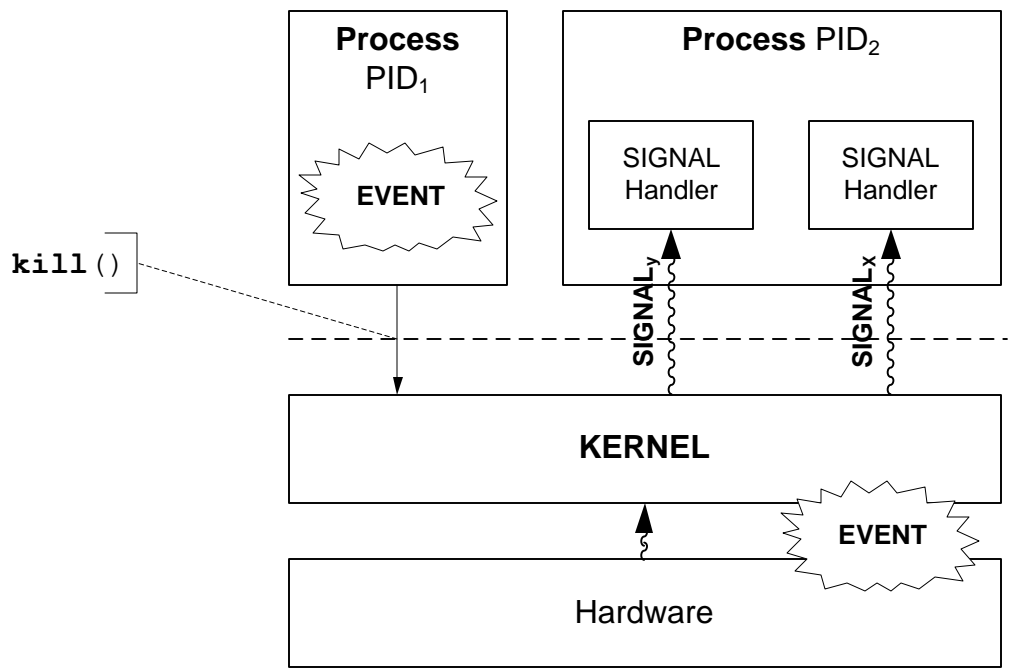 Process
PID₁
Process PID₂
EVENT
SIGNAL
Handler
SIGNAL
Handler
kill()
SIGNALy
SIGNALx
KERNEL
EVENT
Hardware